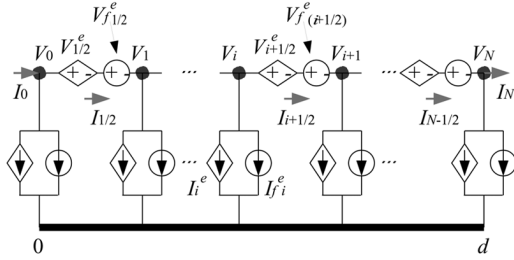 V_{f 1/2}^e V_{f (i+1/2)}^e
V_0 V_{1/2}^e V_1 V_i V_{i+1/2}^e V_{i+1} V_N
+ - + - ... ... + - + - ... + - + -
I_0 I_{1/2} I_{i+1/2} I_{N-1/2} I_N
... ...
I_i^e I_{f i}^e
0 d